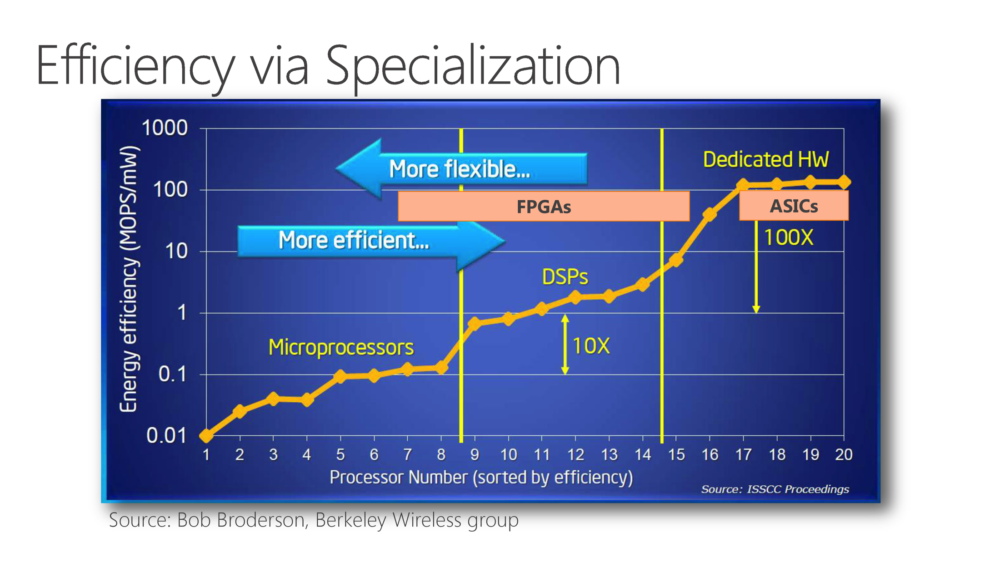 Efficiency via Specialization
Energy efficiency (MOPS/mW)
1000
100
10
1
0.1
0.01
More flexible...
Dedicated HW
FPGAs
ASICs
More efficient...
100X
DSPs
10X
Microprocessors
1 2 3 4 5 6 7 8 9 10 11 12 13 14 15 16 17 18 19 20
Processor Number (sorted by efficiency)
Source: ISSCC Proceedings
Source: Bob Broderson, Berkeley Wireless group